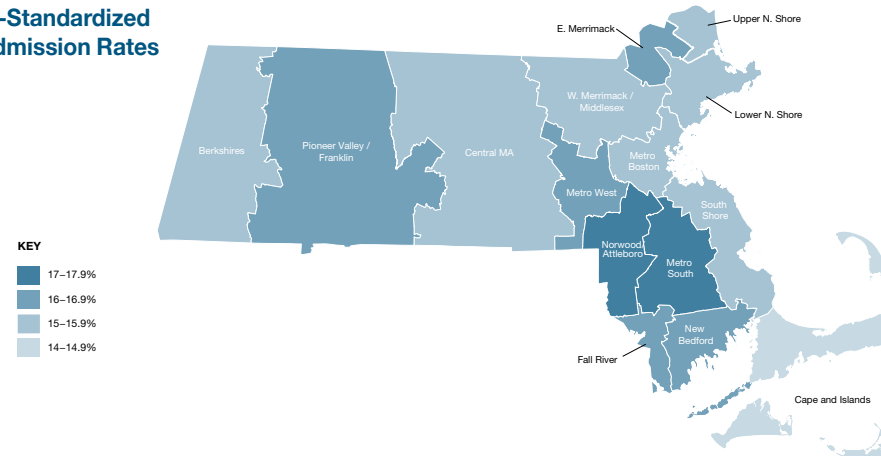 -Standardized
dmission Rates
E. Merrimack
Upper N. Shore
W. Merrimack /
Middlesex
Lower N. Shore
Berkshires
Pioneer Valley /
Franklin
Central MA
Metro
Boston
Metro West
South
Shore
Norwood/
Attleboro
Metro
South
New
Bedford
Fall River
Cape and Islands
KEY
17–17.9%
16–16.9%
15–15.9%
14–14.9%